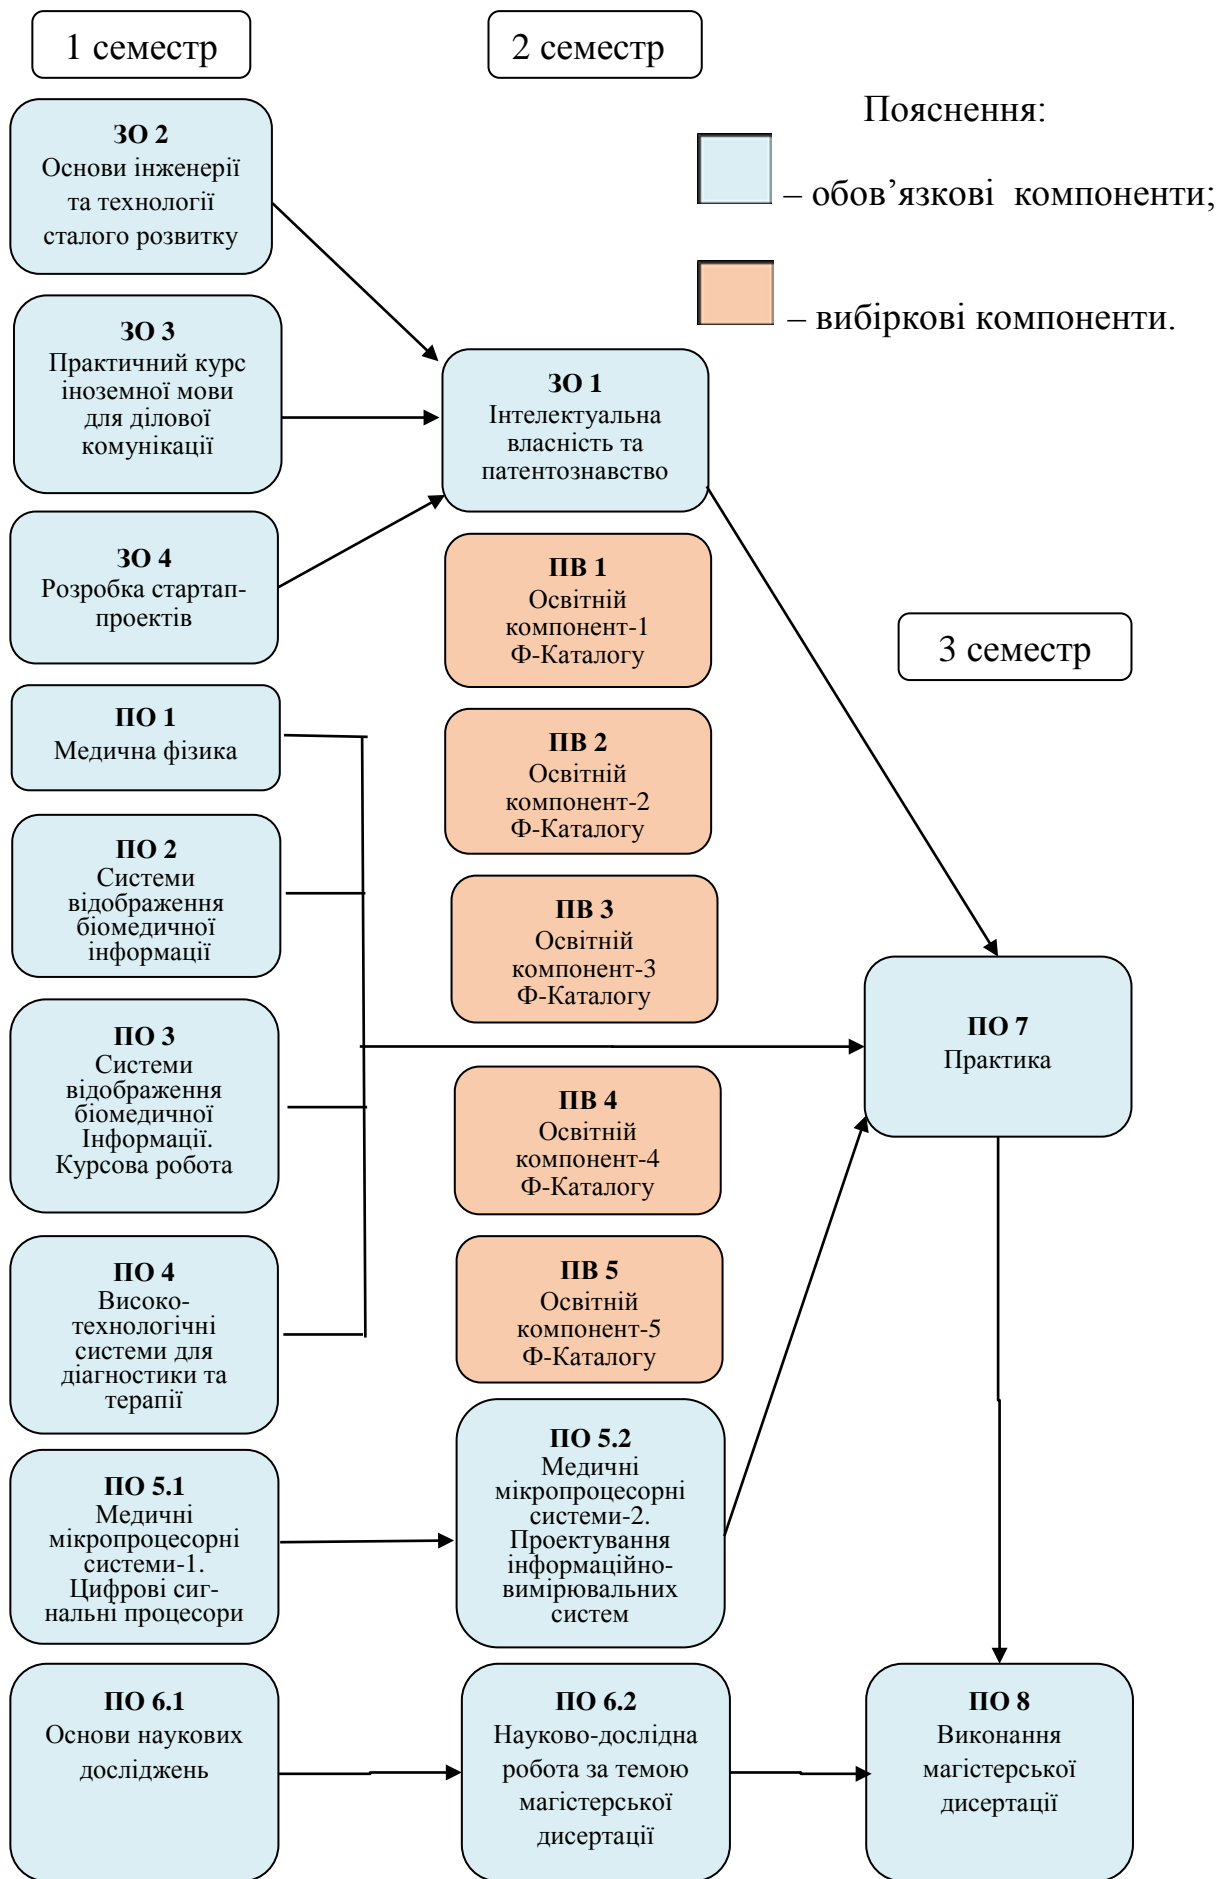 1 семестр
2 семестр
Пояснення:
– обов’язкові компоненти;
– вибіркові компоненти.
ЗО 2
Основи інженерії
та технології
сталого розвитку
ЗО 3
Практичний курс
іноземної мови
для ділової
комунікації
ЗО 4
Розробка стартап-
проектів
ПО 1
Медична фізика
ПО 2
Системи
відображення
біомедичної
інформації
ПО 3
Системи
відображення
біомедичної
Інформації.
Курсова робота
ПО 4
Високо-
технологічні
системи для
діагностики та
терапії
ПО 5.1
Медичні
мікропроцесорні
системи-1.
Цифрові сиг-
нальні процесори
ПО 6.1
Основи наукових
досліджень
ЗО 1
Інтелектуальна
власність та
патентознавство
ПВ 1
Освітній
компонент-1
Ф-Каталогу
ПВ 2
Освітній
компонент-2
Ф-Каталогу
ПВ 3
Освітній
компонент-3
Ф-Каталогу
ПВ 4
Освітній
компонент-4
Ф-Каталогу
ПВ 5
Освітній
компонент-5
Ф-Каталогу
ПО 5.2
Медичні
мікропроцесорні
системи-2.
Проектування
інформаційно-
вимірювальних
систем
ПО 6.2
Науково-дослідна
робота за темою
магістерської
дисертації
3 семестр
ПО 7
Практика
ПО 8
Виконання
магістерської
дисертації